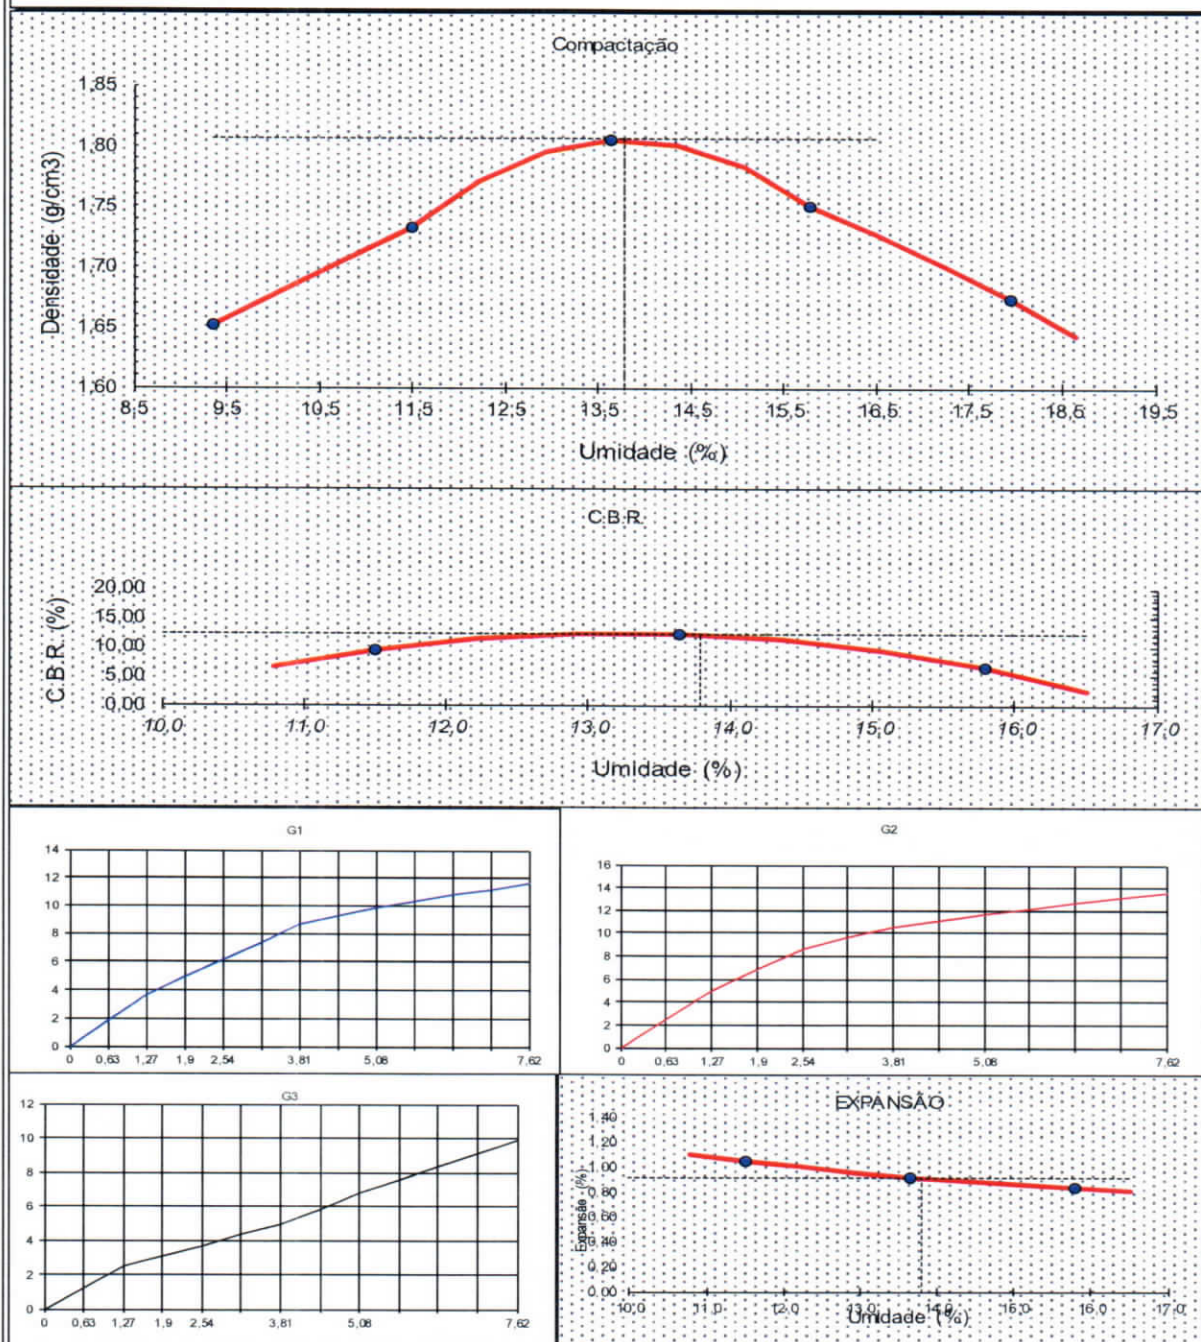 Compactação
1,85
1,80
1,75
1,70
1,65
1,60
Densidade (g/cm3)
8,5 9,5 10,5 11,5 12,5 13,5 14,5 15,5 16,5 17,5 18,5 19,5
Umidade (%)
C.B.R.
20,00
15,00
10,00
5,00
0,00
C.B.R. (%)
10,0 11,0 12,0 13,0 14,0 15,0 16,0 17,0
Umidade (%)
G1
14
12
10
8
6
4
2
0
0 0,63 1,27 1,9 2,54 3,81 5,08 7,62
G2
16
14
12
10
8
6
4
2
0
0 0,63 1,27 1,9 2,54 3,81 5,08 7,62
G3
12
10
8
6
4
2
0
0 0,63 1,27 1,9 2,54 3,81 5,08 7,62
EXPANSÃO
1,40
1,20
1,00
0,80
0,60
0,40
0,20
0,00
Expansão (%)
10,0 11,0 12,0 13,0 14,0 15,0 16,0 17,0
Umidade (%)